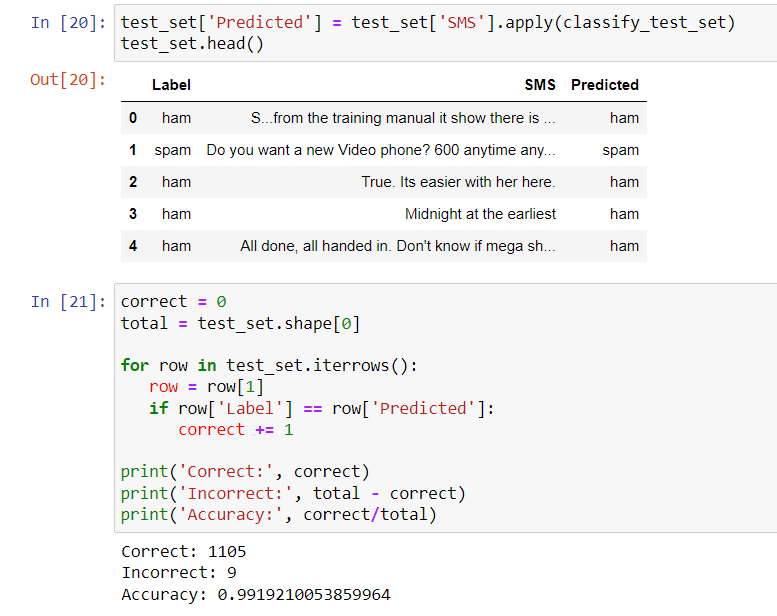 In [20]: test_set['Predicted'] = test_set['SMS'].apply(classify_test_set)
test_set.head()
Out[20]:
Label SMS Predicted
0 ham S...from the training manual it show there is ... ham
1 spam Do you want a new Video phone? 600 anytime any... spam
2 ham True. Its easier with her here. ham
3 ham Midnight at the earliest ham
4 ham All done, all handed in. Don't know if mega sh... ham
In [21]: correct = 0
total = test_set.shape[0]
for row in test_set.iterrows():
row = row[1]
if row['Label'] == row['Predicted']:
correct += 1
print('Correct:', correct)
print('Incorrect:', total - correct)
print('Accuracy:', correct/total)
Correct: 1105
Incorrect: 9
Accuracy: 0.9919210053859964